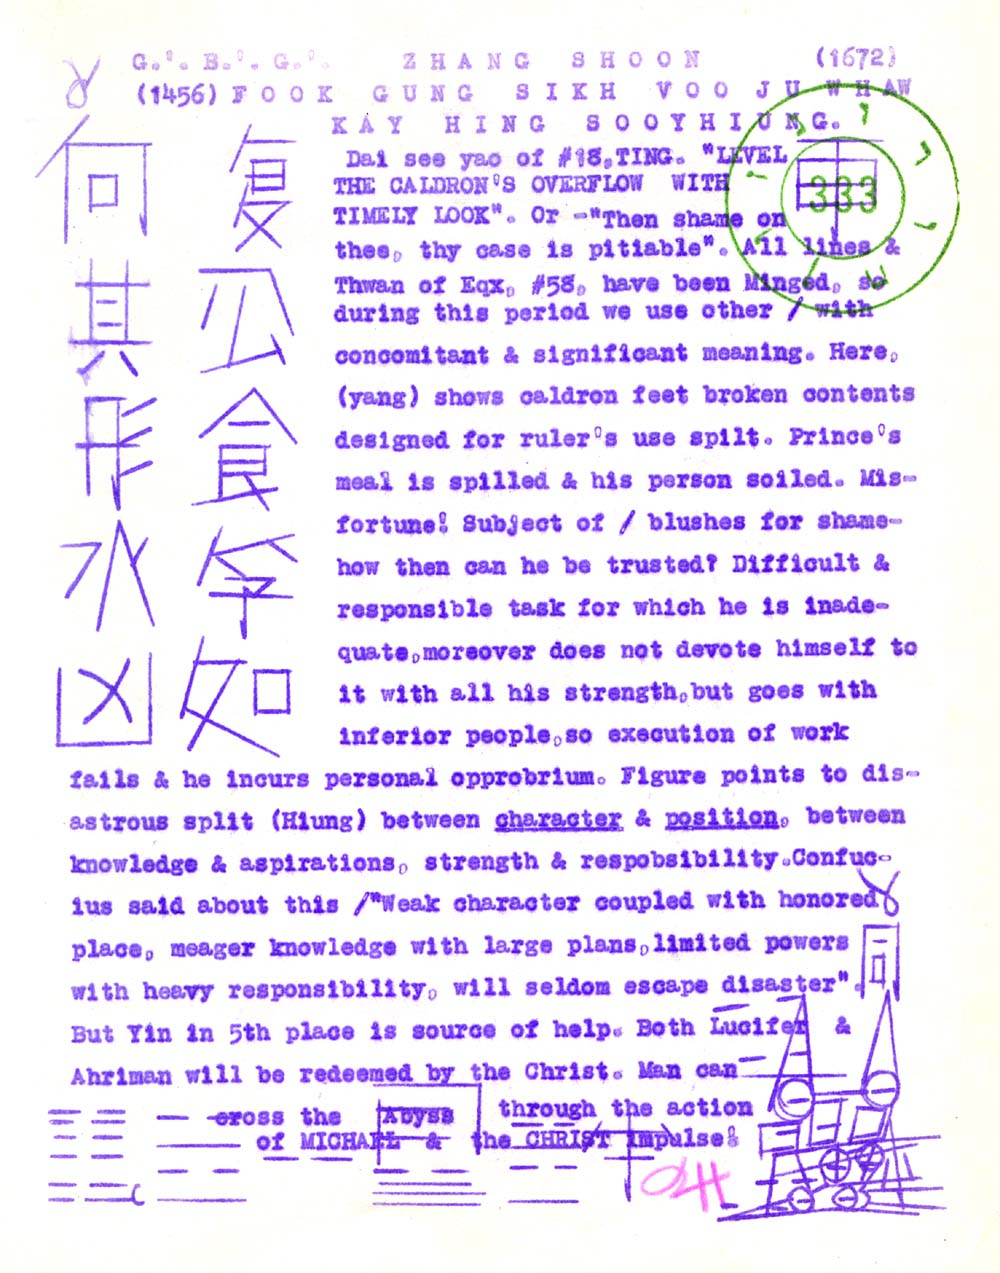 G.'. B.'. G.'. ZHANG SHOON (1672)
(1456) FOOK GUNG SIKH VOO JU WHAW
KAY HING SOOYHIUNG.
复公食孚如
何其形水凶
333
Dai see yao of #18,TING. "LEVEL
THE CALDRON'S OVERFLOW WITH
TIMELY LOOK". Or -"Then shame on
thee, thy case is pitiable". All lines &
Thwan of Eqx, #58, have been Minged, so
during this period we use other / with
concomitant & significant meaning. Here,
(yang) shows caldron feet broken contents
designed for ruler's use spilt. Prince's
meal is spilled & his person soiled. Mis-
fortune! Subject of / blushes for shame-
how then can he be trusted? Difficult &
responsible task for which he is inade-
quate,moreover does not devote himself to
it with all his strength,but goes with
inferior people,so execution of work
fails & he incurs personal opprobrium. Figure points to dis-
astrous split (Hiung) between character & position, between
knowledge & aspirations, strength & respobsibility.Confuc-
ius said about this /"Weak character coupled with honored
place, meager knowledge with large plans,limited powers
with heavy responsibility, will seldom escape disaster".
But Yin in 5th place is source of help. Both Lucifer &
Ahriman will be redeemed by the Christ. Man can
cross the Abyss through the action
of MICHAEL & the CHRIST Impulse!